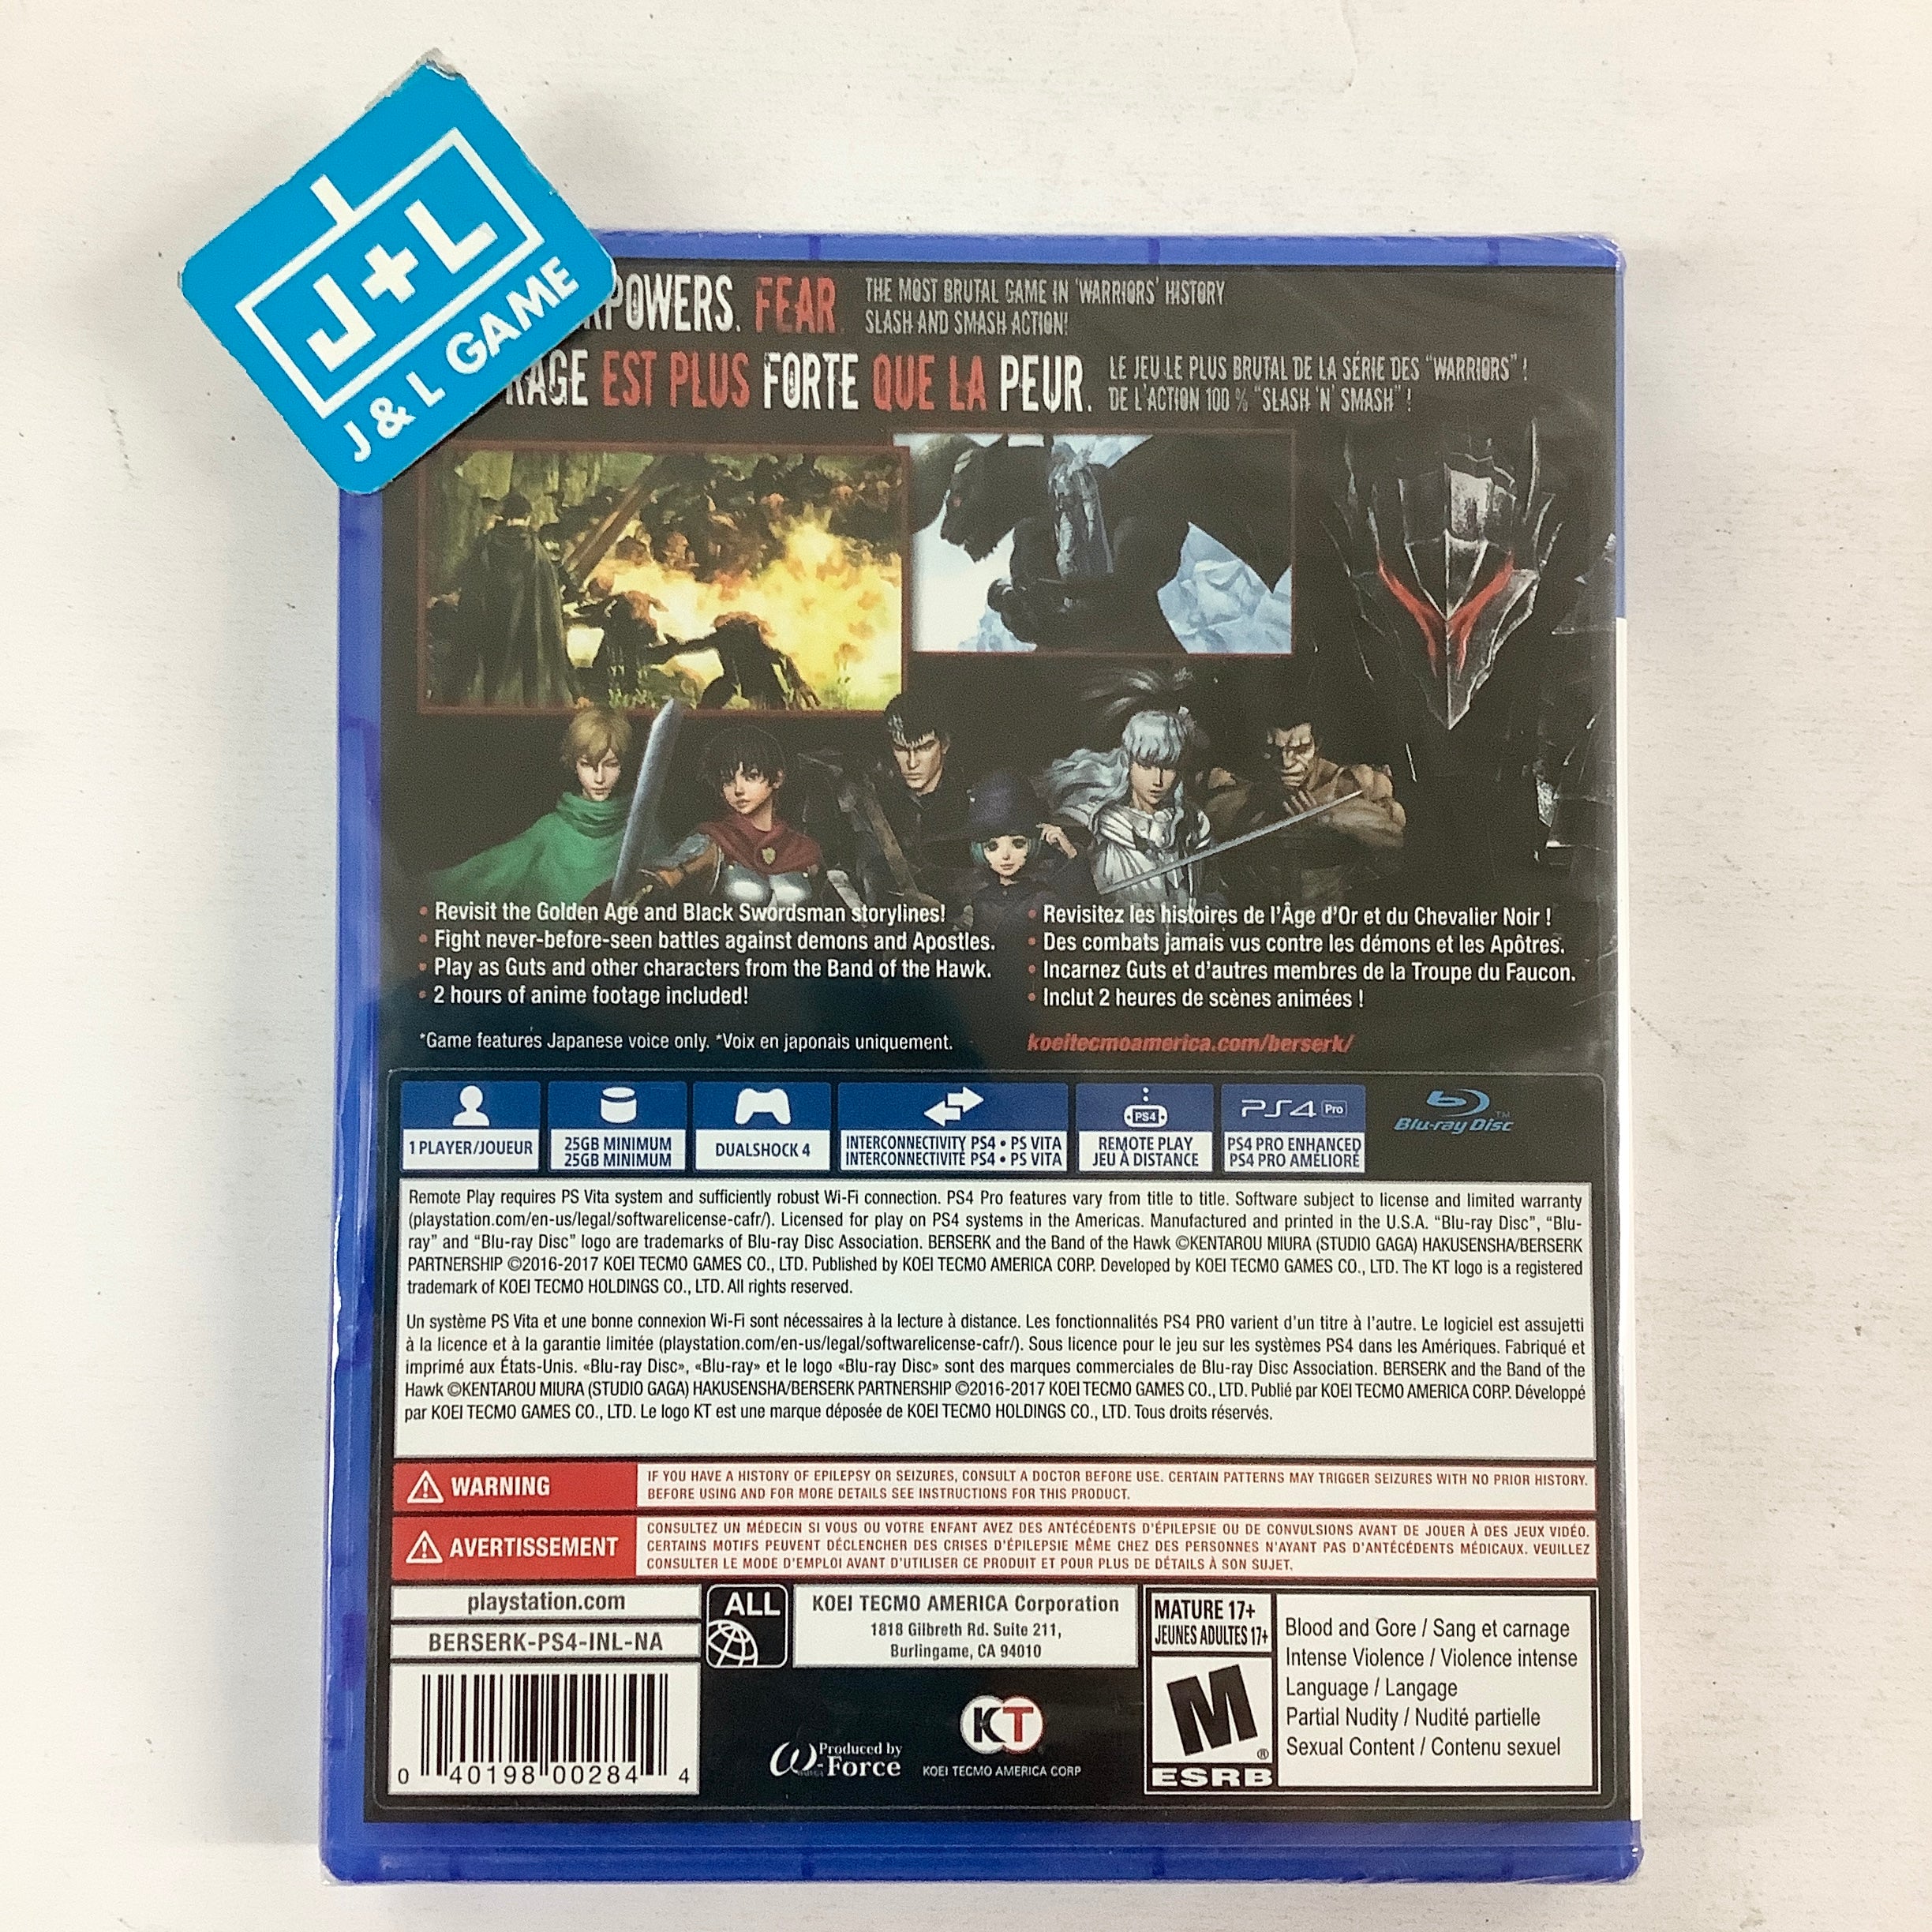 J+L
J & L GAME
POWERS. FEAR.
THE MOST BRUTAL GAME IN 'WARRIORS' HISTORY
SLASH AND SMASH ACTION!
RAGE EST PLUS FORTE QUE LA PEUR.
LE JEU LE PLUS BRUTAL DE LA SÉRIE DES “WARRIORS” !
DE L'ACTION 100 % “SLASH 'N' SMASH” !
• Revisit the Golden Age and Black Swordsman storylines!
• Fight never-before-seen battles against demons and Apostles.
• Play as Guts and other characters from the Band of the Hawk.
• 2 hours of anime footage included!
• Revisitez les histoires de l'Âge d'Or et du Chevalier Noir !
• Des combats jamais vus contre les démons et les Apôtres.
• Incarnez Guts et d'autres membres de la Troupe du Faucon.
• Inclut 2 heures de scènes animées !
*Game features Japanese voice only. *Voix en japonais uniquement.
koeitecmoamerica.com/berserk/
1 PLAYER/JOUEUR
25GB MINIMUM
25GB MINIMUM
DUALSHOCK 4
INTERCONNECTIVITY PS4 • PS VITA
INTERCONNECTIVITÉ PS4 • PS VITA
PS4
REMOTE PLAY
JEU À DISTANCE
PS4 Pro
PS4 PRO ENHANCED
PS4 PRO AMÉLIORÉ
Blu-ray Disc™
Remote Play requires PS Vita system and sufficiently robust Wi-Fi connection. PS4 Pro features vary from title to title. Software subject to license and limited warranty
(playstation.com/en-us/legal/softwarelicense-cafr/). Licensed for play on PS4 systems in the Americas. Manufactured and printed in the U.S.A. “Blu-ray Disc”, “Blu-
ray” and “Blu-ray Disc” logo are trademarks of Blu-ray Disc Association. BERSERK and the Band of the Hawk ©KENTAROU MIURA (STUDIO GAGA) HAKUSENSHA/BERSERK
PARTNERSHIP ©2016-2017 KOEI TECMO GAMES CO., LTD. Published by KOEI TECMO AMERICA CORP. Developed by KOEI TECMO GAMES CO., LTD. The KT logo is a registered
trademark of KOEI TECMO HOLDINGS CO., LTD. All rights reserved.
Un système PS Vita et une bonne connexion Wi-Fi sont nécessaires à la lecture à distance. Les fonctionnalités PS4 PRO varient d'un titre à l'autre. Le logiciel est assujetti
à la licence et à la garantie limitée (playstation.com/en-us/legal/softwarelicense-cafr/). Sous licence pour le jeu sur les systèmes PS4 dans les Amériques. Fabriqué et
imprimé aux États-Unis. «Blu-ray Disc», «Blu-ray» et le logo «Blu-ray Disc» sont des marques commerciales de Blu-ray Disc Association. BERSERK and the Band of the
Hawk ©KENTAROU MIURA (STUDIO GAGA) HAKUSENSHA/BERSERK PARTNERSHIP ©2016-2017 KOEI TECMO GAMES CO., LTD. Publié par KOEI TECMO AMERICA CORP. Développé
par KOEI TECMO GAMES CO., LTD. Le logo KT est une marque déposée de KOEI TECMO HOLDINGS CO., LTD. Tous droits réservés.
WARNING
IF YOU HAVE A HISTORY OF EPILEPSY OR SEIZURES, CONSULT A DOCTOR BEFORE USE. CERTAIN PATTERNS MAY TRIGGER SEIZURES WITH NO PRIOR HISTORY.
BEFORE USING AND FOR MORE DETAILS SEE INSTRUCTIONS FOR THIS PRODUCT.
AVERTISSEMENT
CONSULTEZ UN MÉDECIN SI VOUS OU VOTRE ENFANT AVEZ DES ANTÉCÉDENTS D'ÉPILEPSIE OU DE CONVULSIONS AVANT DE JOUER À DES JEUX VIDÉO.
CERTAINS MOTIFS PEUVENT DÉCLENCHER DES CRISES D'ÉPILEPSIE MÊME CHEZ DES PERSONNES N'AYANT PAS D'ANTÉCÉDENTS MÉDICAUX. VEUILLEZ
CONSULTER LE MODE D'EMPLOI AVANT D'UTILISER CE PRODUIT ET POUR PLUS DE DÉTAILS À SON SUJET.
playstation.com
BERSERK-PS4-INL-NA
0 40198 00284 4
ALL
KOEI TECMO AMERICA Corporation
1818 Gilbreth Rd. Suite 211,
Burlingame, CA 94010
Produced by
ω-Force
KT
KOEI TECMO AMERICA CORP
MATURE 17+
JEUNES ADULTES 17+
M
®
ESRB
Blood and Gore / Sang et carnage
Intense Violence / Violence intense
Language / Langage
Partial Nudity / Nudité partielle
Sexual Content / Contenu sexuel